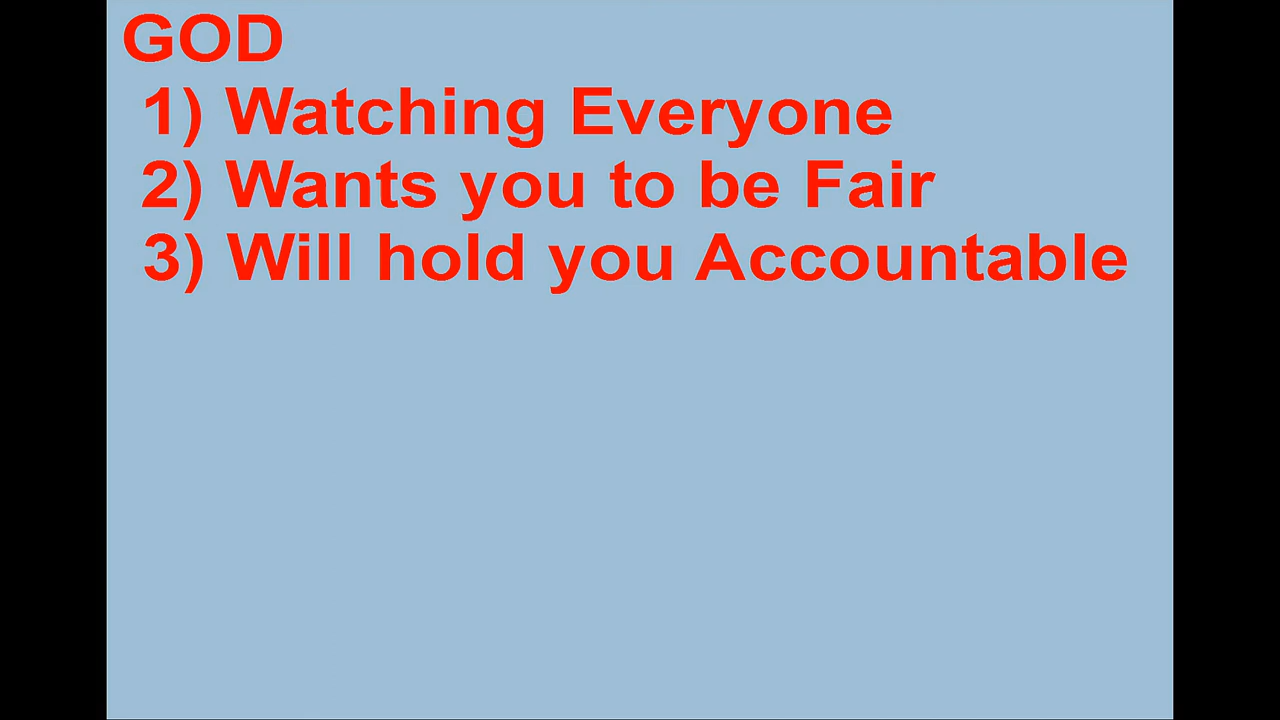 GOD
1) Watching Everyone
2) Wants you to be Fair
3) Will hold you Accountable